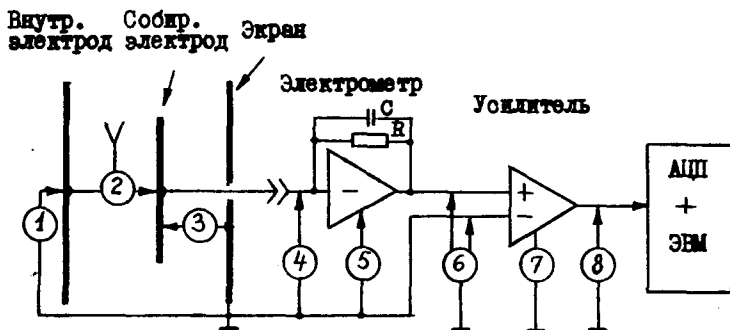 Внутр.
электрод
Собир.
электрод
Экран
Электрометр
Усилитель
C
R
АЦП
+
ЭВМ
−
+
−
1
2
3
4
5
6
7
8